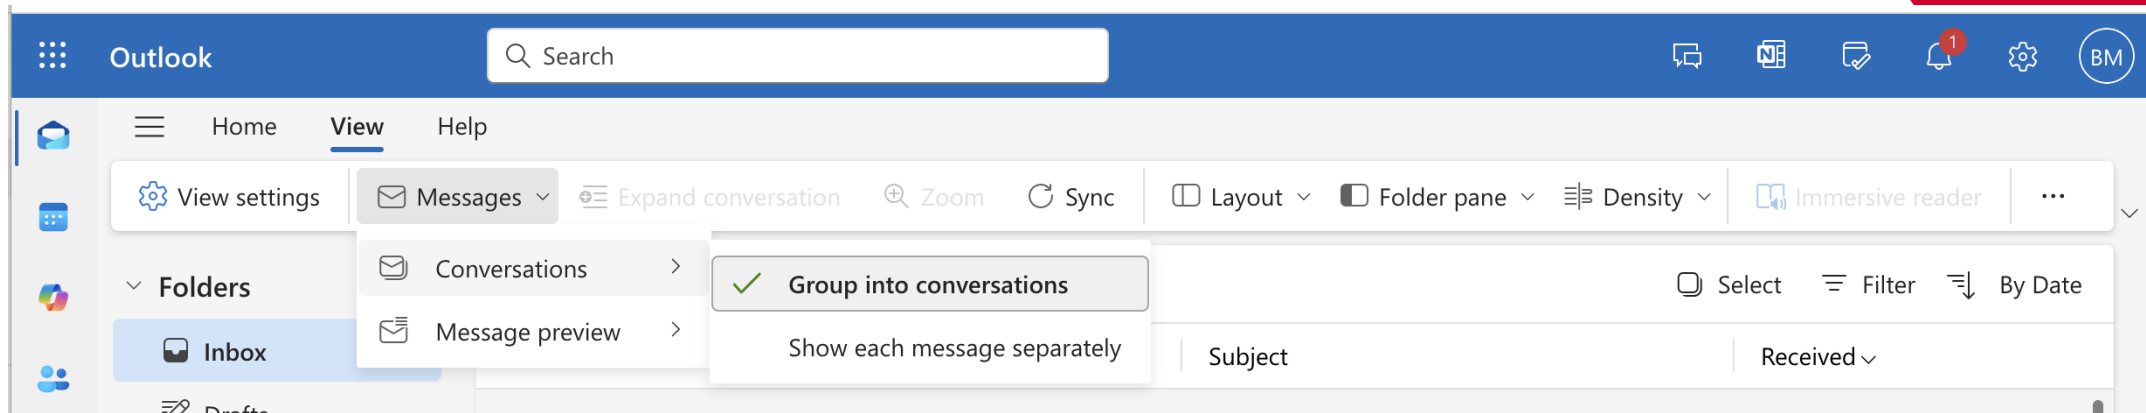 Outlook
Search
1
BM
Home View Help
View settings Messages Expand conversation Zoom Sync Layout Folder pane Density Immersive reader ...
Conversations
Message preview
Group into conversations
Show each message separately
Folders
Inbox
Drafts
Select Filter By Date
Subject Received